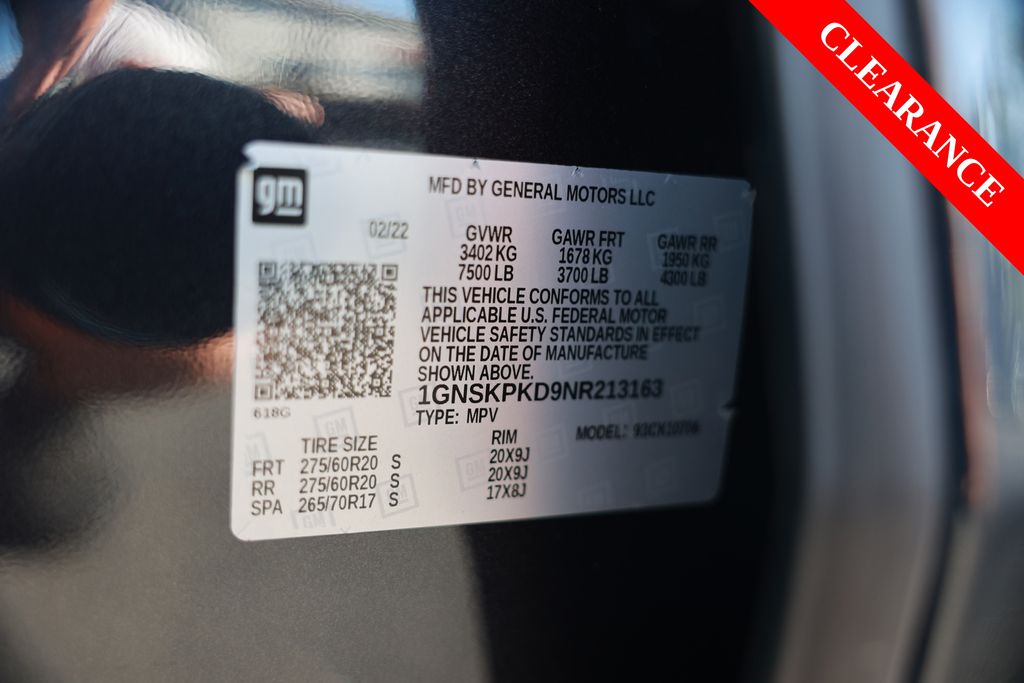 CLEARANCE
gm
MFD BY GENERAL MOTORS LLC
02/22
GVWR GAWR FRT GAWR RR
3402 KG 1678 KG 1950 KG
7500 LB 3700 LB 4300 LB
THIS VEHICLE CONFORMS TO ALL
APPLICABLE U.S. FEDERAL MOTOR
VEHICLE SAFETY STANDARDS IN EFFECT
ON THE DATE OF MANUFACTURE
SHOWN ABOVE.
1GNSKPKD9NR213163
618G
TYPE: MPV
MODEL: 93CK10706
TIRE SIZE RIM
FRT 275/60R20 S 20X9J
RR 275/60R20 S 20X9J
SPA 265/70R17 S 17X8J